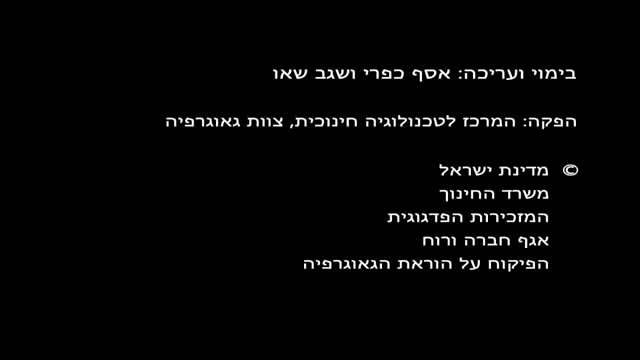 בימוי ועריכה: אסף כפרי ושגב שאו
הפקה: המרכז לטכנולוגיה חינוכית, צוות גאוגרפיה
© מדינת ישראל
משרד החינוך
המזכירות הפדגוגית
אגף חברה ורוח
הפיקוח על הוראת הגאוגרפיה